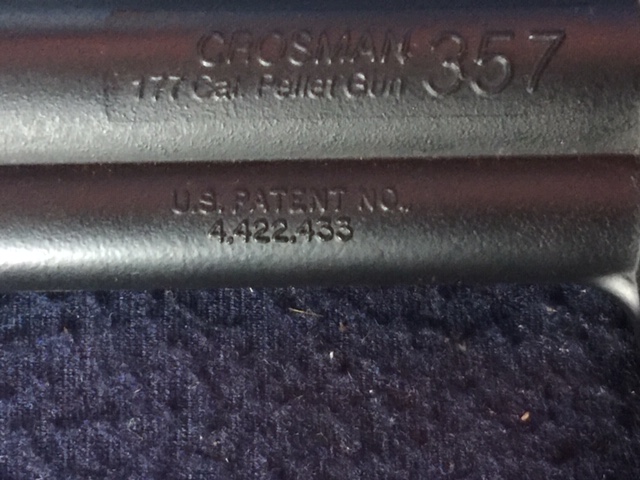 CROSMAN 357
177 Cal. Pellet Gun
U.S. PATENT NO.
4,422,433